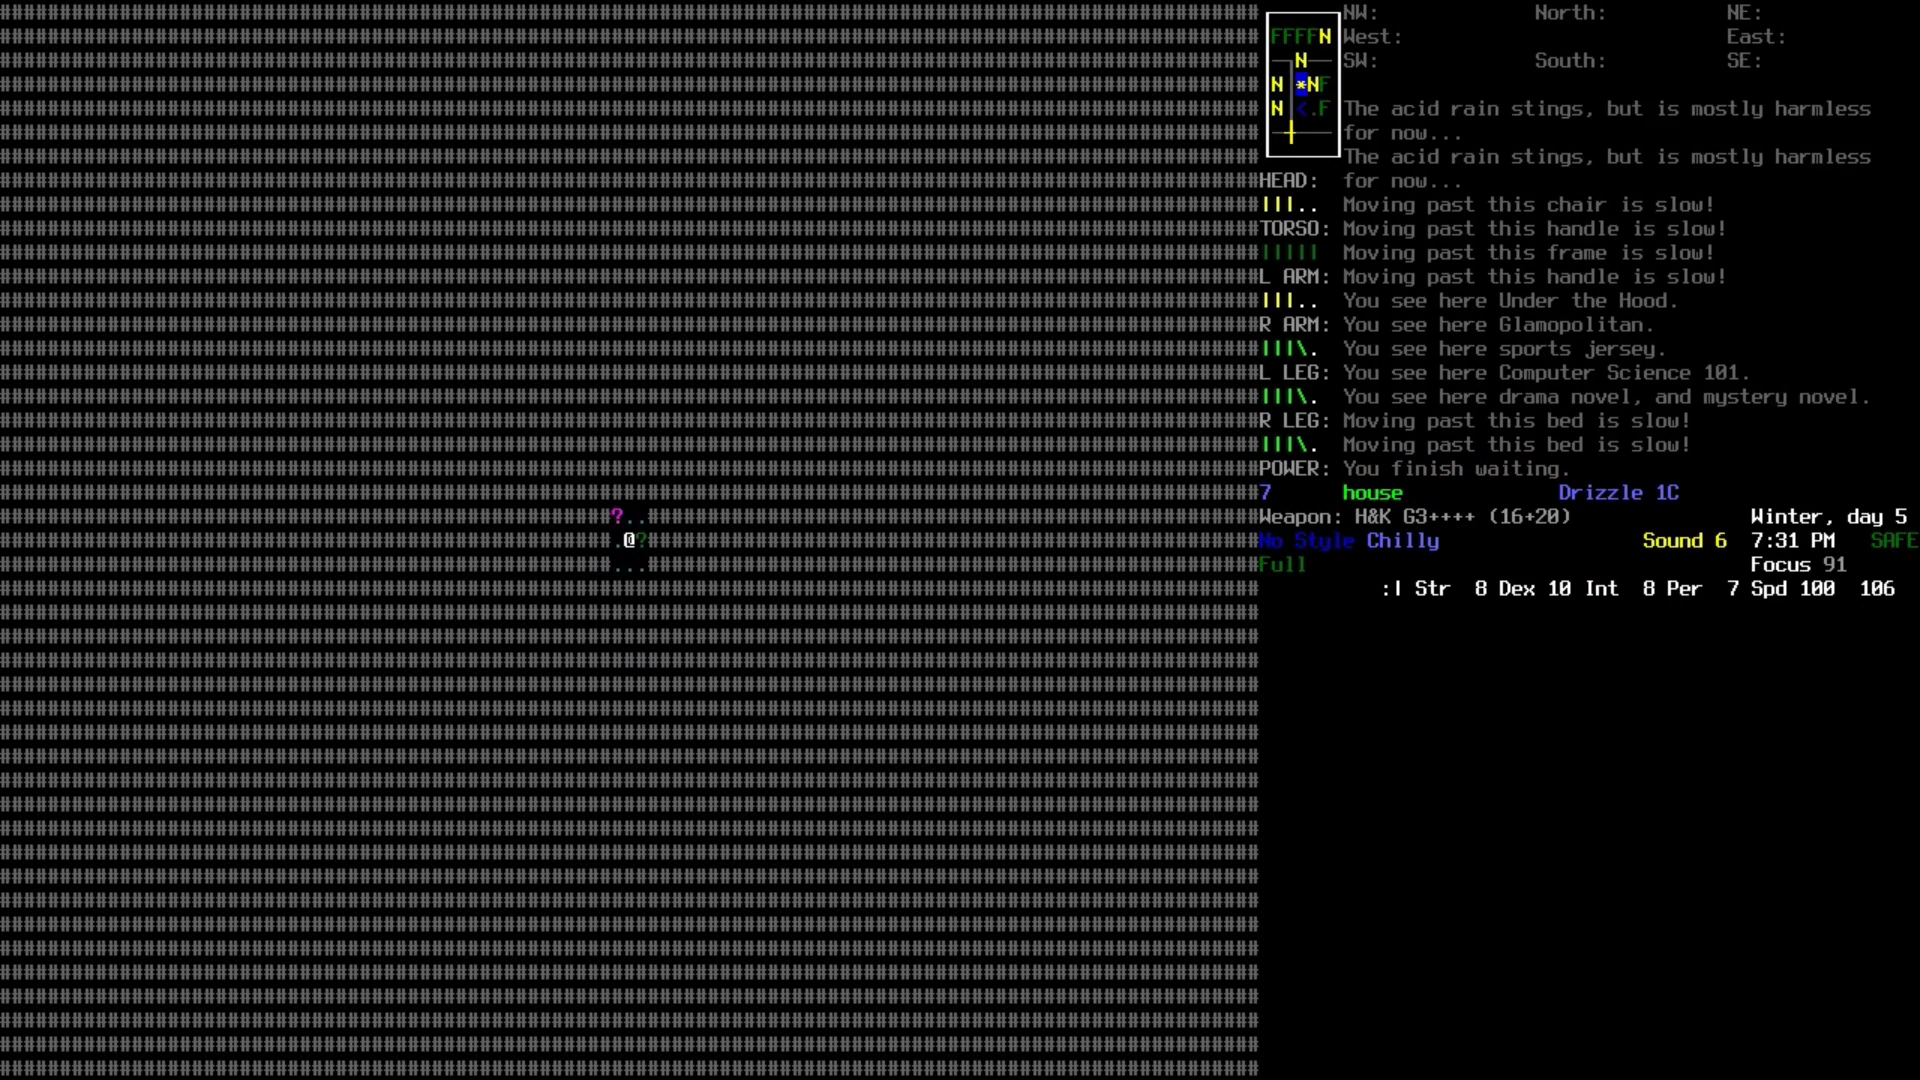 NW: North: NE:
FFFFN West: East:
N SW: South: SE:
N *NF
N <.F The acid rain stings, but is mostly harmless
for now...
The acid rain stings, but is mostly harmless
HEAD: for now...
|||.. Moving past this chair is slow!
TORSO: Moving past this handle is slow!
||||| Moving past this frame is slow!
L ARM: Moving past this handle is slow!
|||.. You see here Under the Hood.
R ARM: You see here Glamopolitan.
|||\. You see here sports jersey.
L LEG: You see here Computer Science 101.
|||\. You see here drama novel, and mystery novel.
R LEG: Moving past this bed is slow!
|||\. Moving past this bed is slow!
POWER: You finish waiting.
7 house Drizzle 1C
?.. Weapon: H&K G3++++ (16+20) Winter, day 5
.@? No Style Chilly Sound 6 7:31 PM SAFE
... Full Focus 91
:| Str 8 Dex 10 Int 8 Per 7 Spd 100 106